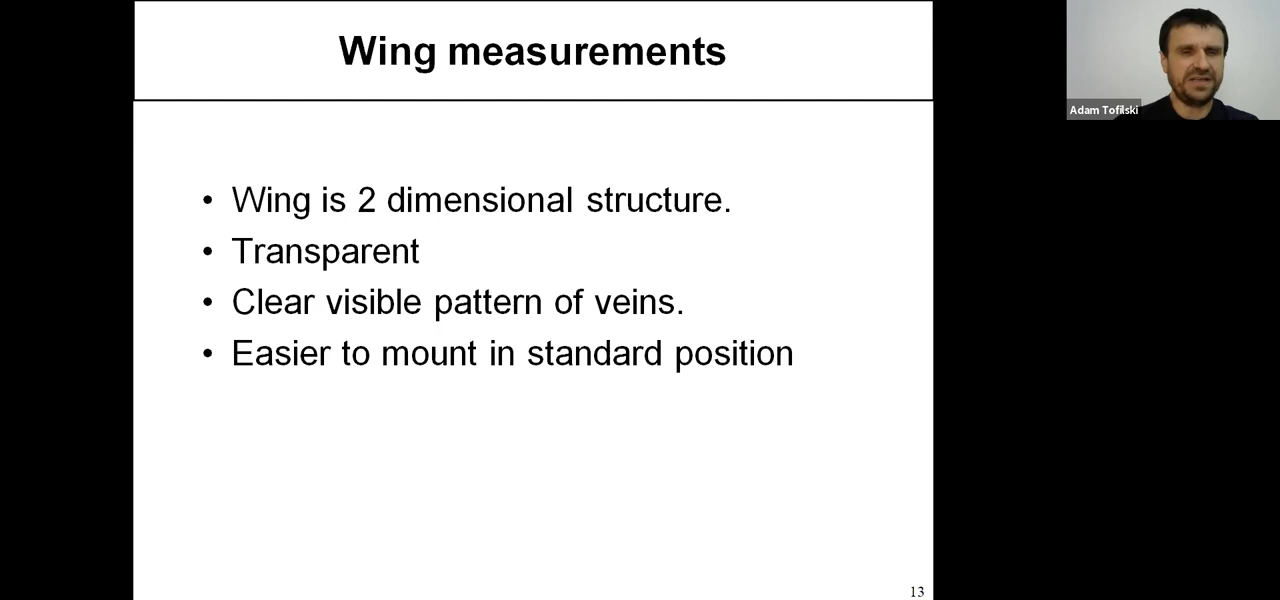 Wing measurements
Adam Tofilski
• Wing is 2 dimensional structure.
• Transparent
• Clear visible pattern of veins.
• Easier to mount in standard position
13